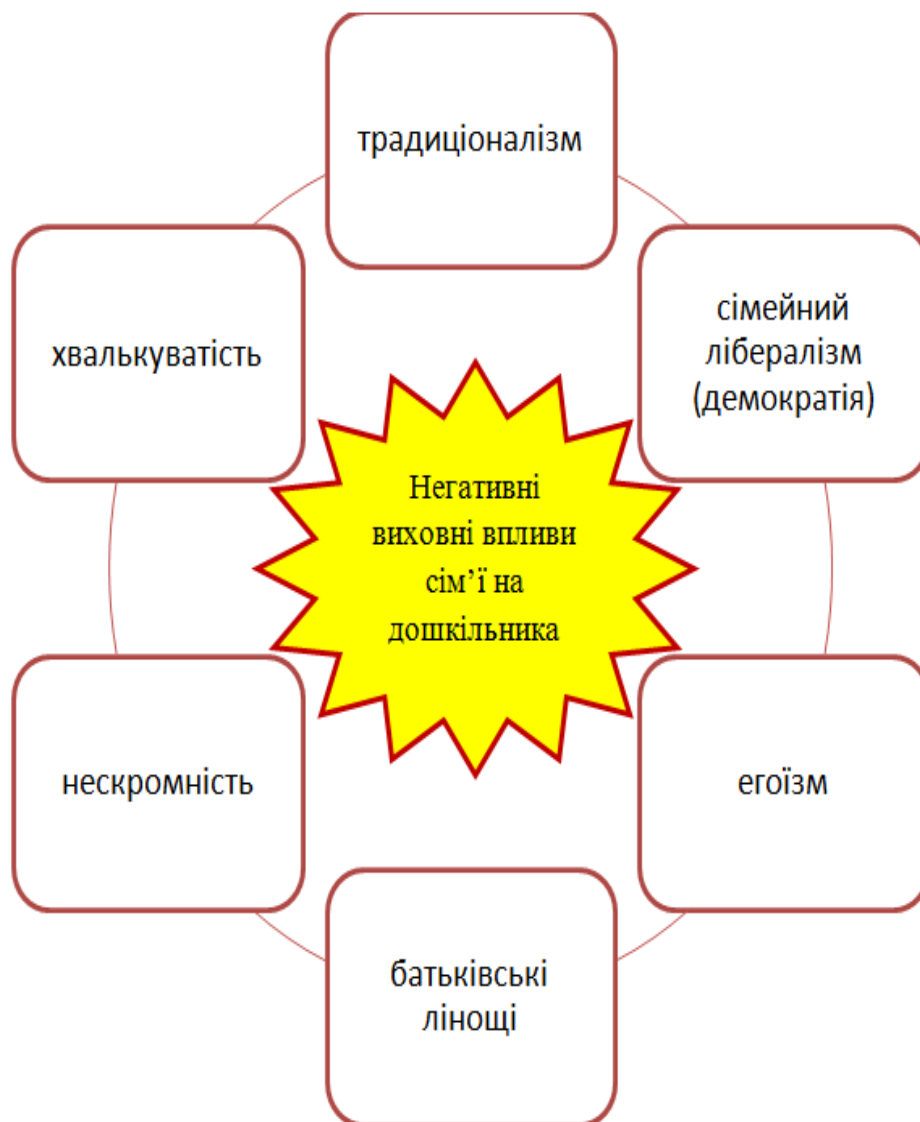 традиціоналізм
сімейний
лібералізм
(демократія)
хвалькуватість
Негативні
виховні впливи
сім’ї на
дошкільника
нескромність
егоїзм
батьківські
лінощі